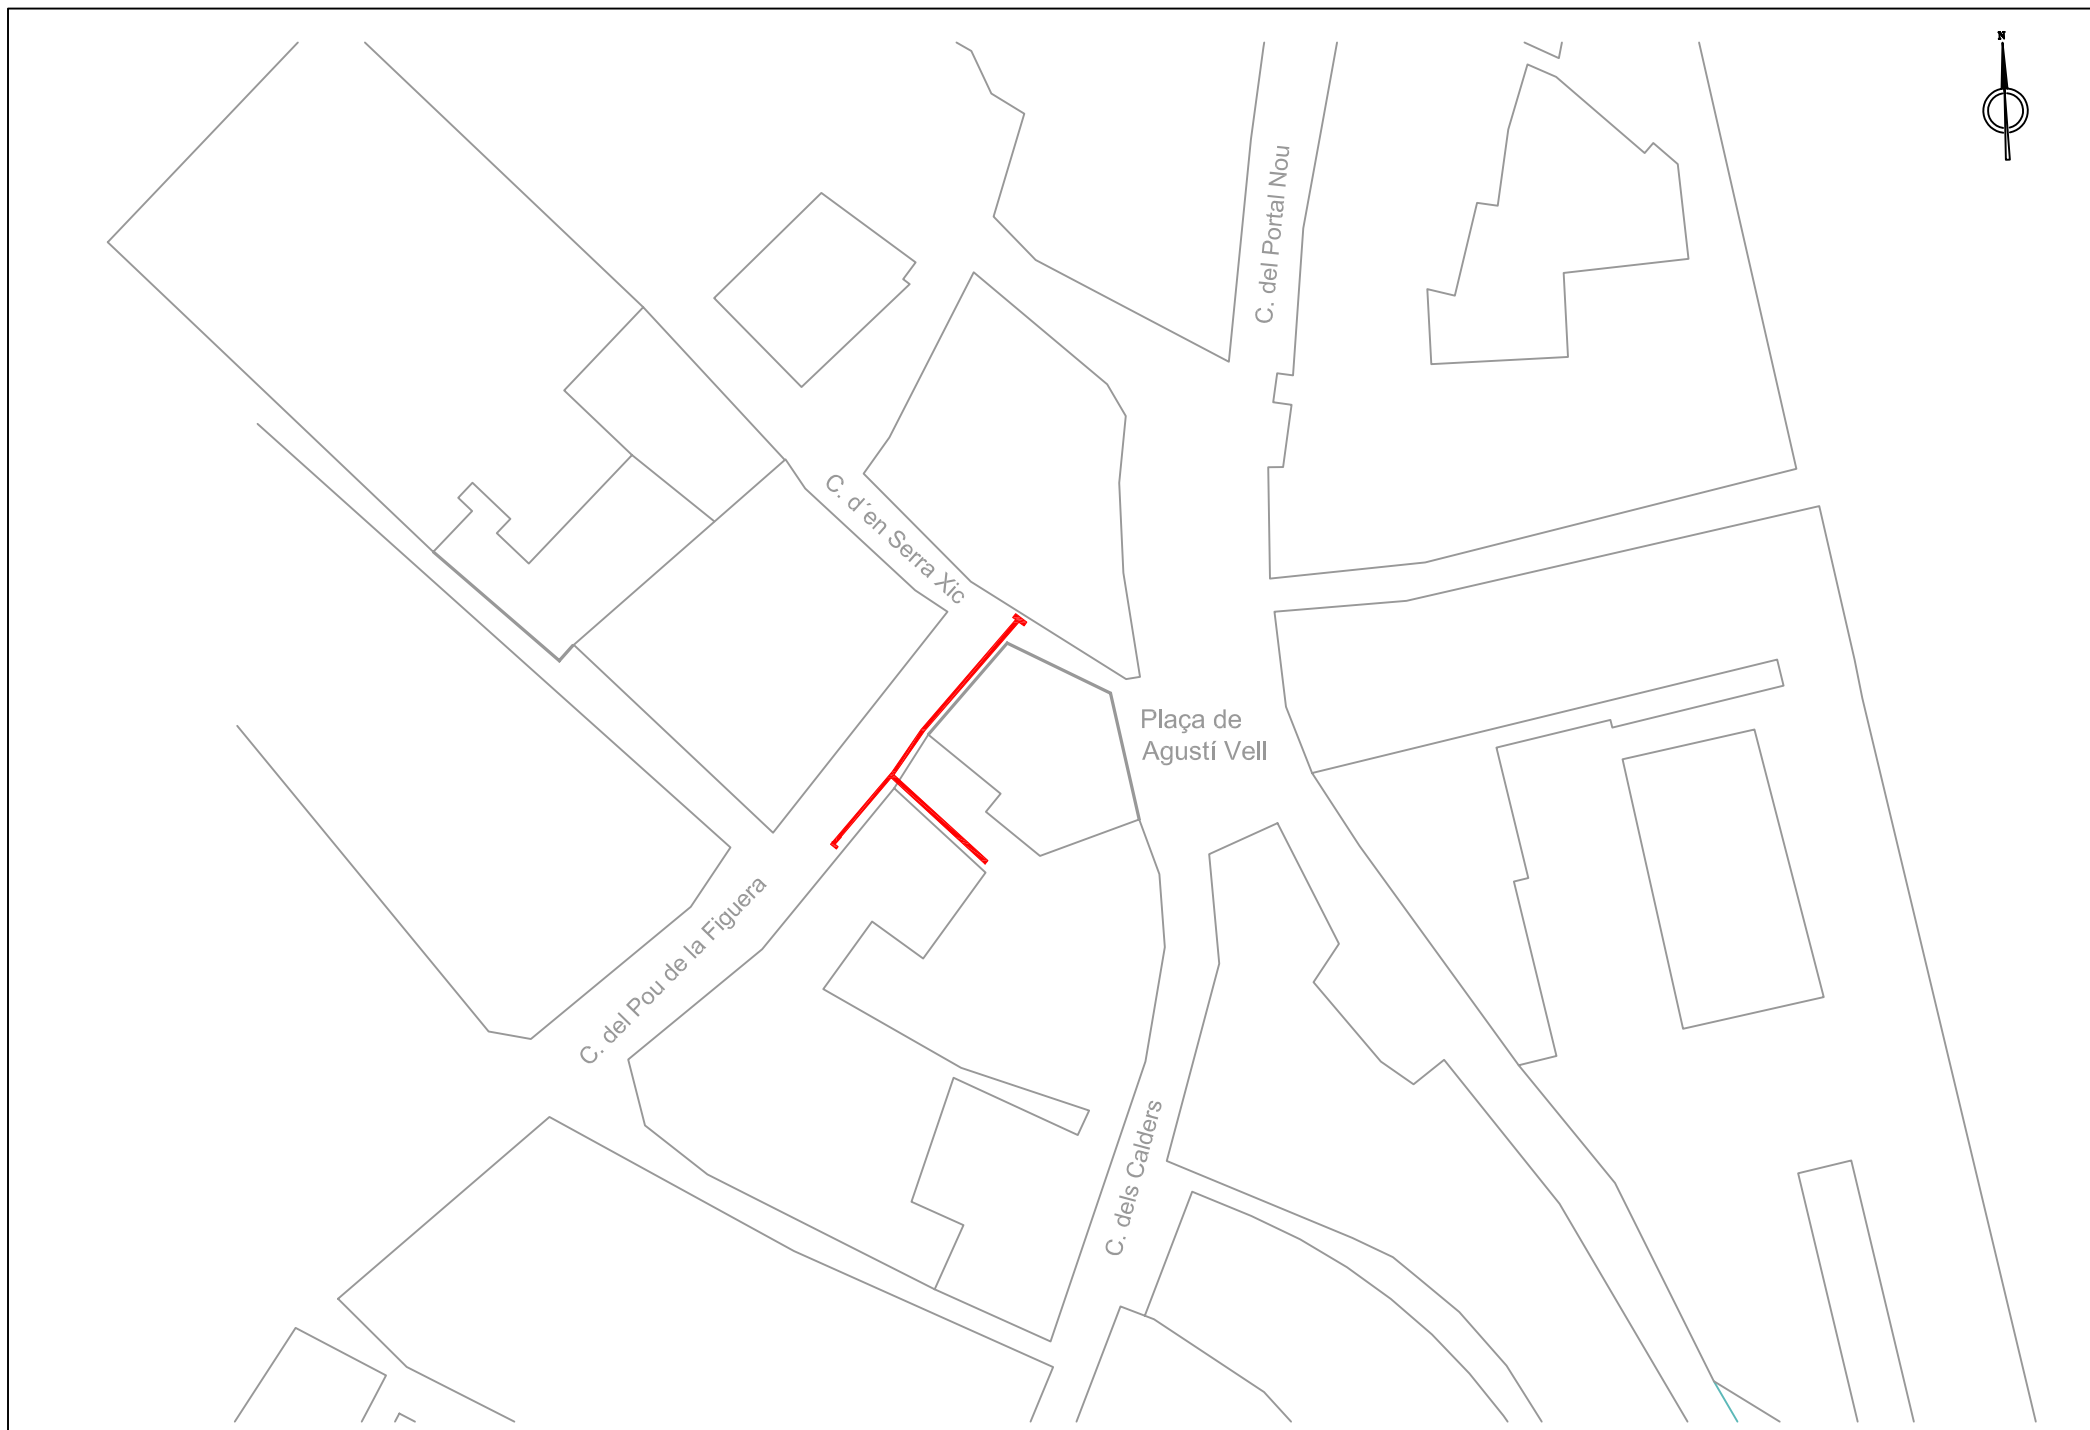 N
C. del Portal Nou
C. d´en Serra Xic
Plaça de
Agustí Vell
C. del Pou de la Figuera
C. dels Calders